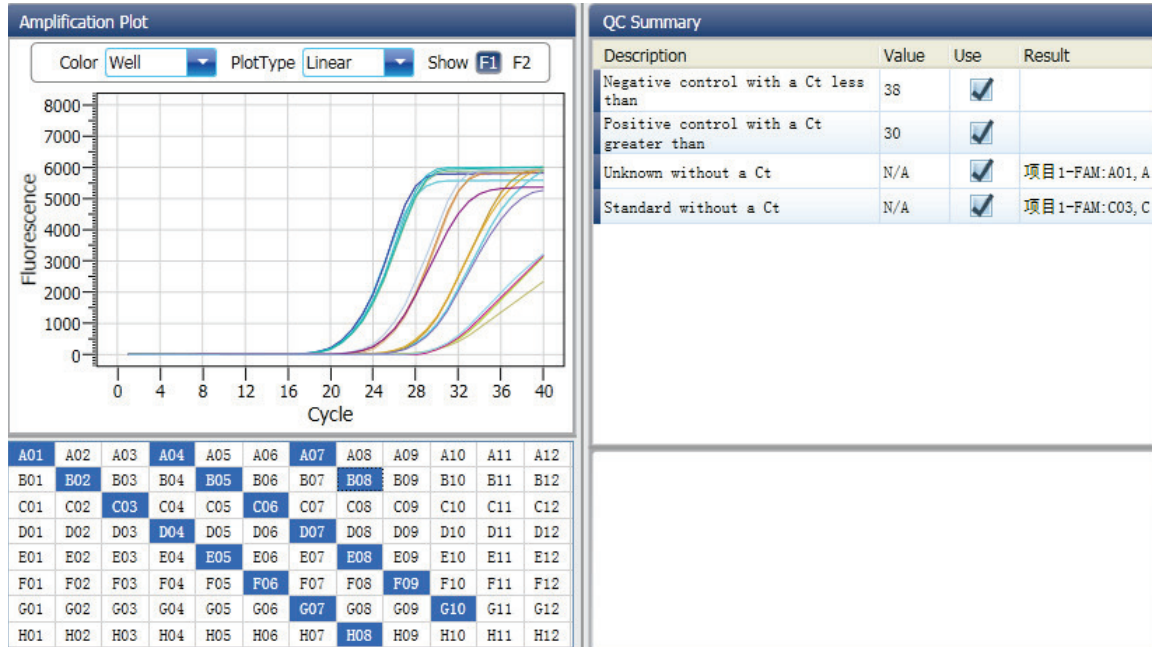 Amplification Plot
Color Well PlotType Linear Show F1 F2
8000
7000
6000
5000
4000
3000
2000
1000
0
Fluorescence
0 4 8 12 16 20 24 28 32 36 40
Cycle
A01 A02 A03 A04 A05 A06 A07 A08 A09 A10 A11 A12
B01 B02 B03 B04 B05 B06 B07 B08 B09 B10 B11 B12
C01 C02 C03 C04 C05 C06 C07 C08 C09 C10 C11 C12
D01 D02 D03 D04 D05 D06 D07 D08 D09 D10 D11 D12
E01 E02 E03 E04 E05 E06 E07 E08 E09 E10 E11 E12
F01 F02 F03 F04 F05 F06 F07 F08 F09 F10 F11 F12
G01 G02 G03 G04 G05 G06 G07 G08 G09 G10 G11 G12
H01 H02 H03 H04 H05 H06 H07 H08 H09 H10 H11 H12
QC Summary
Description Value Use Result
Negative control with a Ct less
than 38
Positive control with a Ct
greater than 30
Unknown without a Ct N/A 项目1-FAM:A01, A
Standard without a Ct N/A 项目1-FAM:C03, C